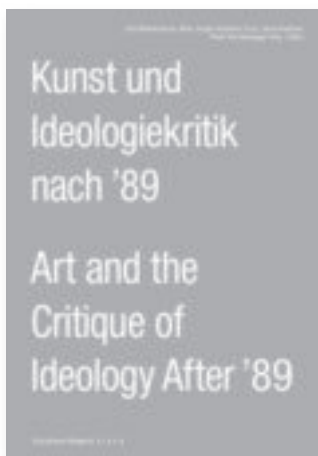 Kunst und
Ideologiekritik
nach ’89
Art and the
Critique of
Ideology After ’89